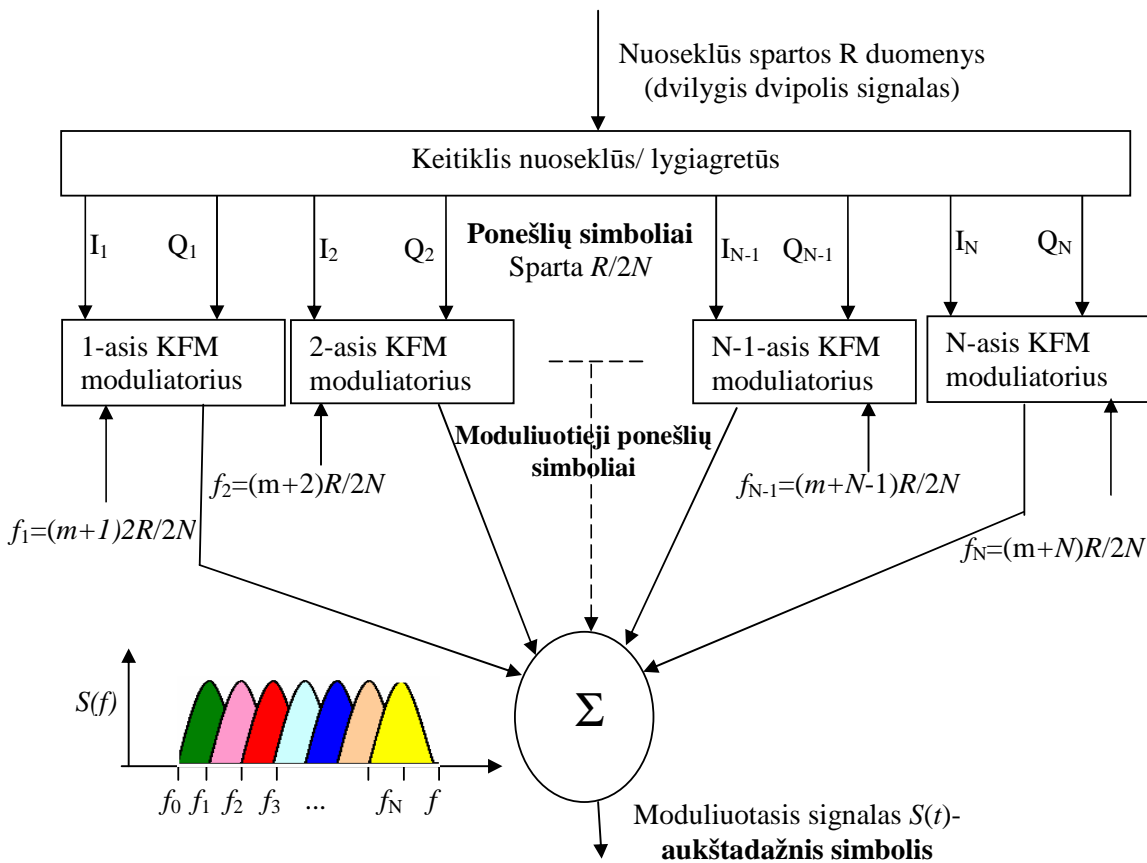 Nuoseklūs spartos R duomenys
(dvilygis dvipolis signalas)
Keitiklis nuoseklūs/ lygiagretūs
I1 Q1 I2 Q2 Ponešlių simboliai IN-1 QN-1 IN QN
Sparta R/2N
1-asis KFM
moduliatorius
2-asis KFM
moduliatorius
N-1-asis KFM
moduliatorius
N-asis KFM
moduliatorius
Moduliuotieji ponešlių
simboliai
f1=(m+1)2R/2N
f2=(m+2)R/2N
fN-1=(m+N-1)R/2N
fN=(m+N)R/2N
S(f)
Σ
f0 f1 f2 f3 ... fN f
Moduliuotasis signalas S(t)-
aukštadažnis simbolis